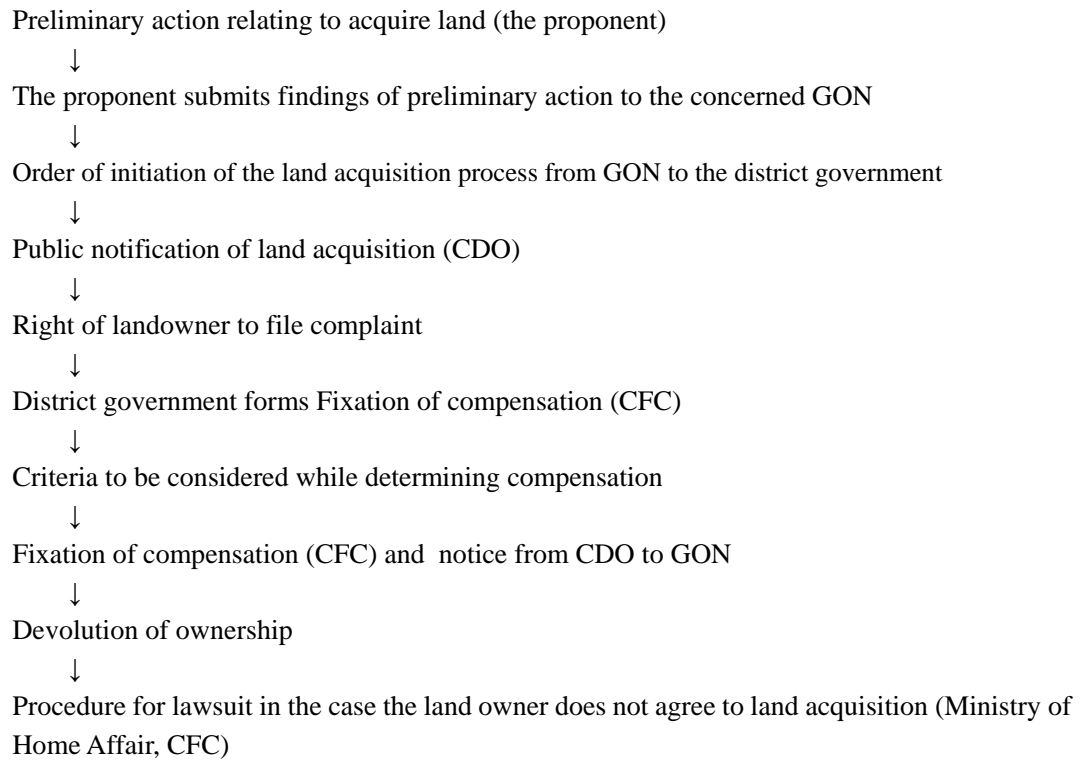 Preliminary action relating to acquire land (the proponent)
↓
The proponent submits findings of preliminary action to the concerned GON
↓
Order of initiation of the land acquisition process from GON to the district government
↓
Public notification of land acquisition (CDO)
↓
Right of landowner to file complaint
↓
District government forms Fixation of compensation (CFC)
↓
Criteria to be considered while determining compensation
↓
Fixation of compensation (CFC) and  notice from CDO to GON
↓
Devolution of ownership
↓
Procedure for lawsuit in the case the land owner does not agree to land acquisition (Ministry of
Home Affair, CFC)